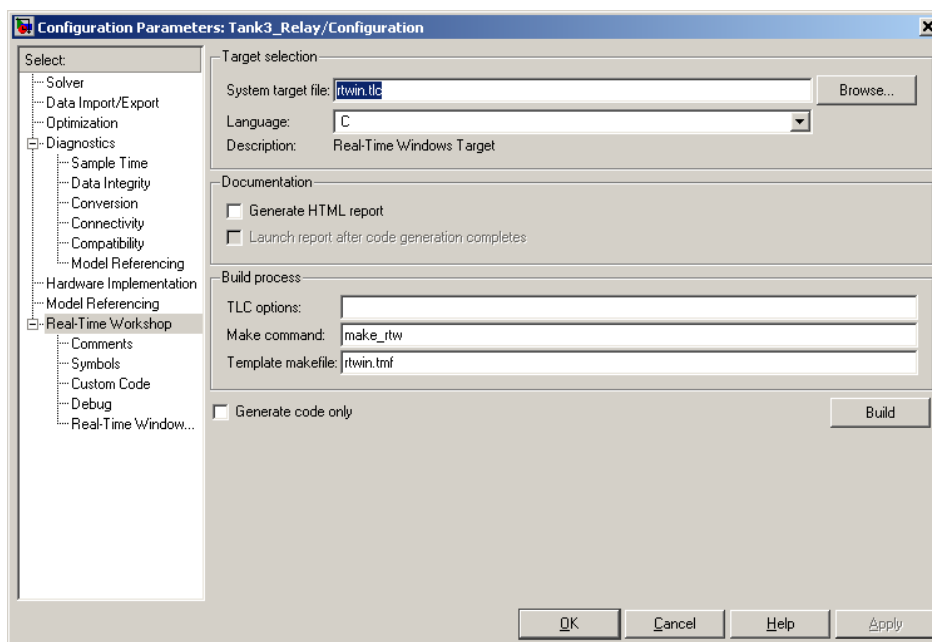 Configuration Parameters: Tank3_Relay/Configuration
Select:
Solver
Data Import/Export
Optimization
Diagnostics
Sample Time
Data Integrity
Conversion
Connectivity
Compatibility
Model Referencing
Hardware Implementation
Model Referencing
Real-Time Workshop
Comments
Symbols
Custom Code
Debug
Real-Time Window...
Target selection
System target file: rtwin.tlc Browse...
Language: C
Description: Real-Time Windows Target
Documentation
Generate HTML report
Launch report after code generation completes
Build process
TLC options:
Make command: make_rtw
Template makefile: rtwin.tmf
Generate code only Build
OK Cancel Help Apply